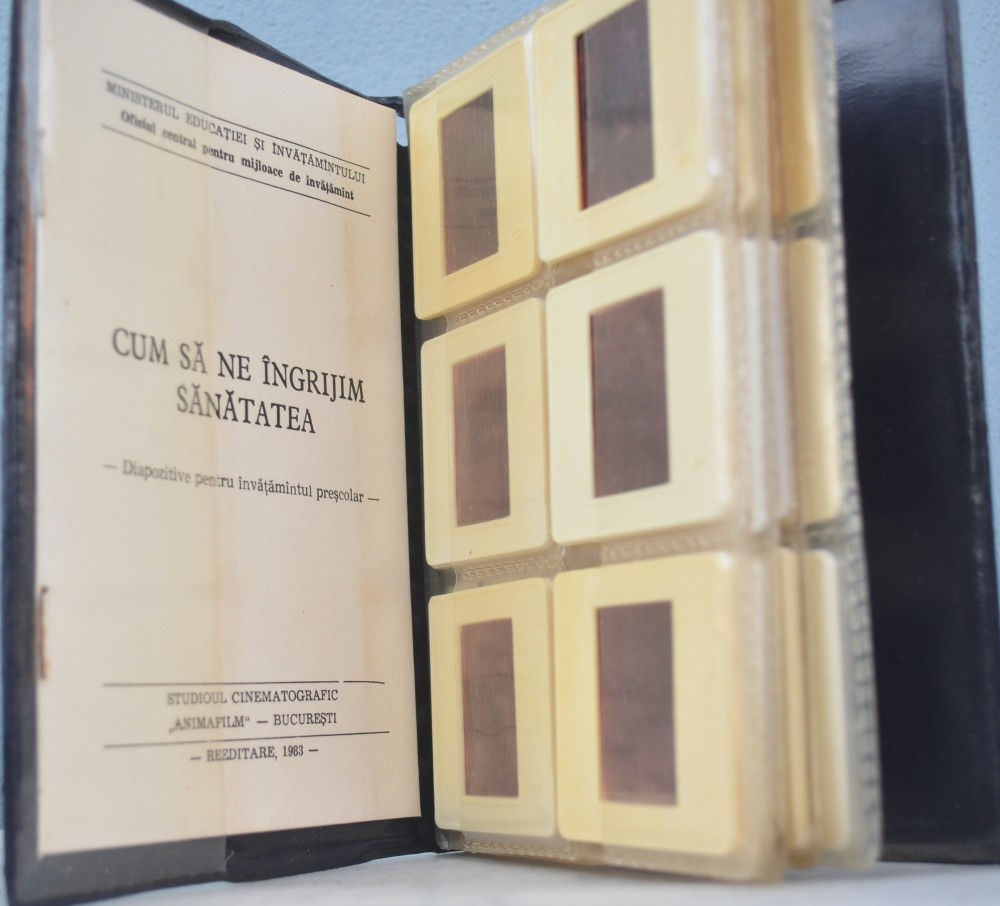 MINISTERUL EDUCAȚIEI ȘI ÎNVĂȚĂMÎNTULUI
Oficiul central pentru mijloace de învățămînt
CUM SĂ NE ÎNGRIJIM
SĂNĂTATEA
— Diapozitive pentru învățămîntul preșcolar —
STUDIOUL CINEMATOGRAFIC
„ANIMAFILM“ — BUCUREȘTI
— REEDITARE, 1983 —